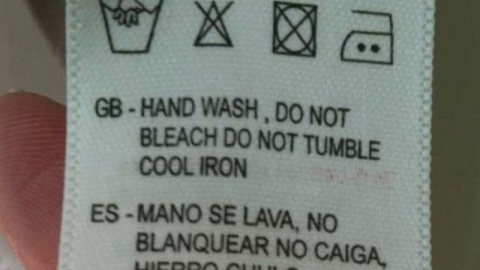 GB - HAND WASH , DO NOT
BLEACH DO NOT TUMBLE
COOL IRON
ES - MANO SE LAVA, NO
BLANQUEAR NO CAIGA,
HIERRO